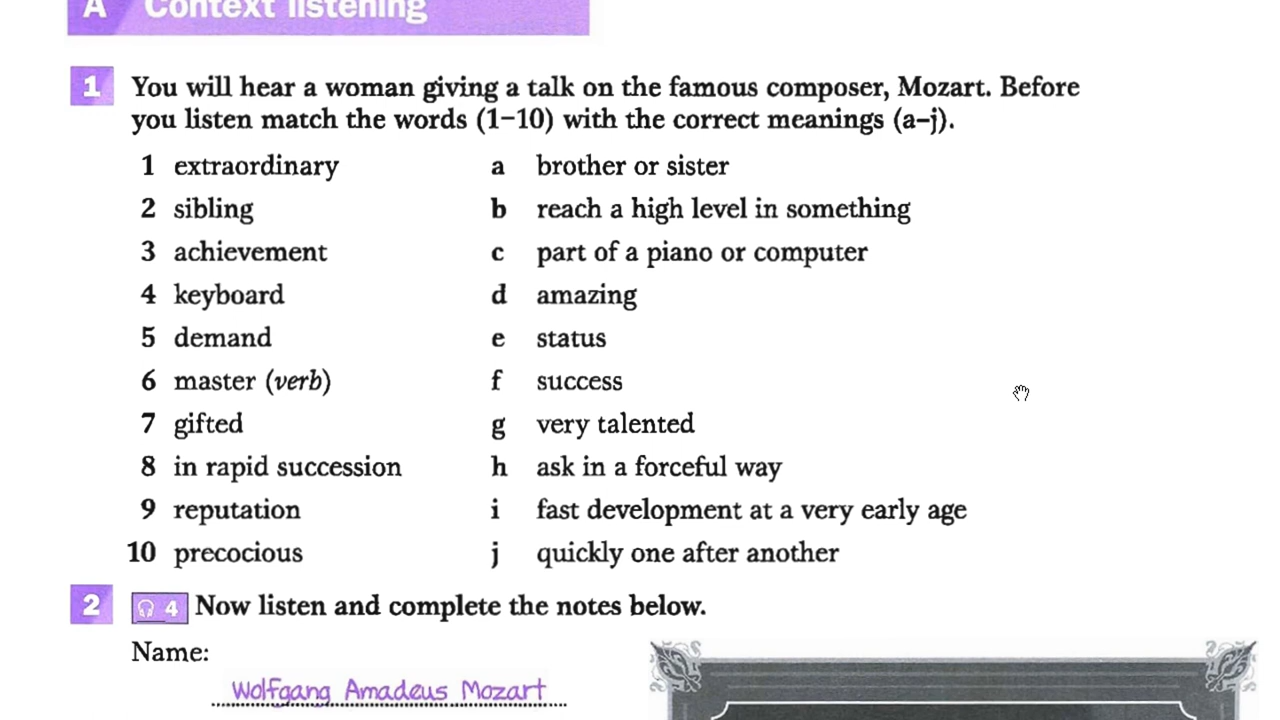 A Context listening
1 You will hear a woman giving a talk on the famous composer, Mozart. Before
you listen match the words (1–10) with the correct meanings (a–j).
1 extraordinary a brother or sister
2 sibling b reach a high level in something
3 achievement c part of a piano or computer
4 keyboard d amazing
5 demand e status
6 master (verb) f success
7 gifted g very talented
8 in rapid succession h ask in a forceful way
9 reputation i fast development at a very early age
10 precocious j quickly one after another
2 4 Now listen and complete the notes below.
Name:
Wolfgang Amadeus Mozart